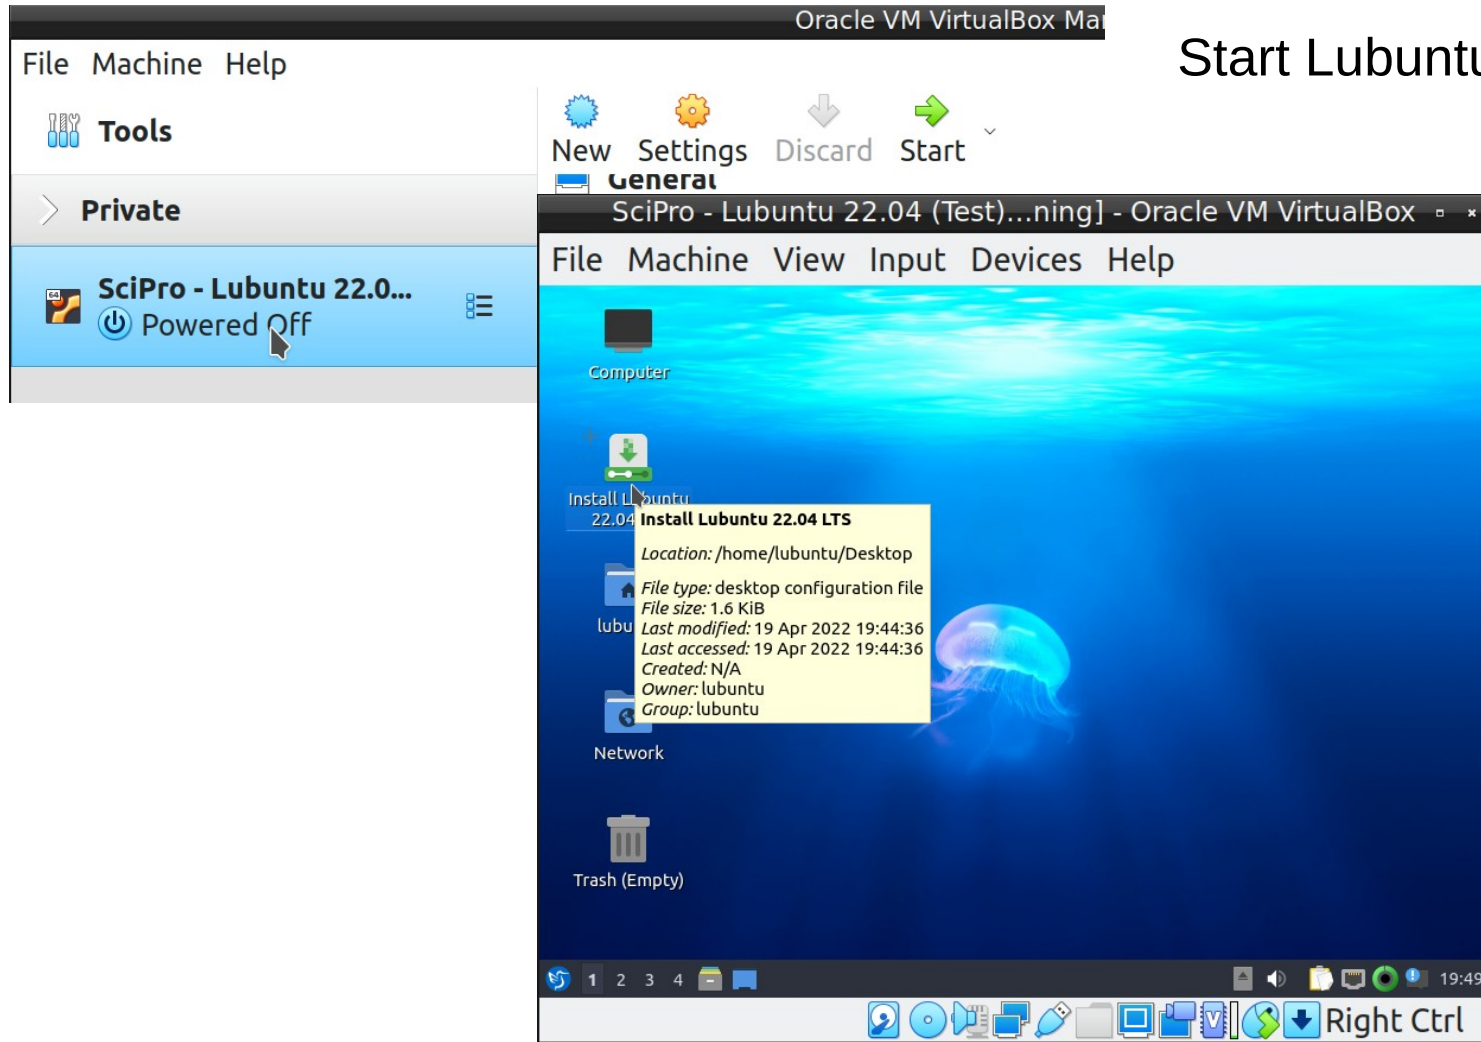 Oracle VM VirtualBox Ma
Start Lubuntu
File Machine Help
Tools
New Settings Discard Start
General
Private
SciPro - Lubuntu 22.0...
64
Powered Off
SciPro - Lubuntu 22.04 (Test)...ning] - Oracle VM VirtualBox
File Machine View Input Devices Help
Computer
Install Lubuntu
22.04
Install Lubuntu 22.04 LTS
Location: /home/lubuntu/Desktop
File type: desktop configuration file
File size: 1.6 KiB
Last modified: 19 Apr 2022 19:44:36
Last accessed: 19 Apr 2022 19:44:36
Created: N/A
Owner: lubuntu
Group: lubuntu
lubu
Network
Trash (Empty)
1 2 3 4
19:49
V
Right Ctrl